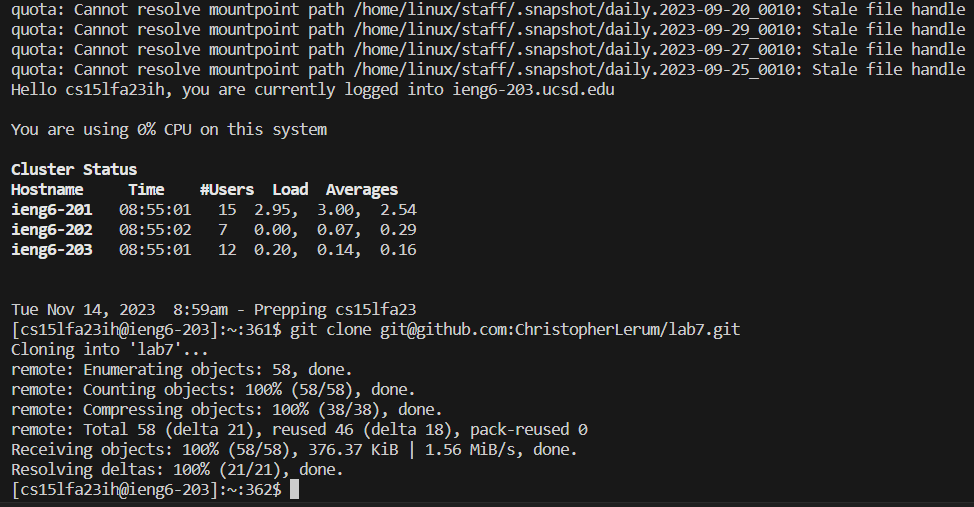 quota: Cannot resolve mountpoint path /home/linux/staff/.snapshot/daily.2023-09-20_0010: Stale file handle
quota: Cannot resolve mountpoint path /home/linux/staff/.snapshot/daily.2023-09-29_0010: Stale file handle
quota: Cannot resolve mountpoint path /home/linux/staff/.snapshot/daily.2023-09-27_0010: Stale file handle
quota: Cannot resolve mountpoint path /home/linux/staff/.snapshot/daily.2023-09-25_0010: Stale file handle
Hello cs15lfa23ih, you are currently logged into ieng6-203.ucsd.edu
You are using 0% CPU on this system
Cluster Status
Hostname     Time    #Users  Load  Averages
ieng6-201   08:55:01   15  2.95,  3.00,  2.54
ieng6-202   08:55:02   7   0.00,  0.07,  0.29
ieng6-203   08:55:01   12  0.20,  0.14,  0.16
Tue Nov 14, 2023  8:59am - Prepping cs15lfa23
[cs15lfa23ih@ieng6-203]:~:361$ git clone git@github.com:ChristopherLerum/lab7.git
Cloning into 'lab7'...
remote: Enumerating objects: 58, done.
remote: Counting objects: 100% (58/58), done.
remote: Compressing objects: 100% (38/38), done.
remote: Total 58 (delta 21), reused 46 (delta 18), pack-reused 0
Receiving objects: 100% (58/58), 376.37 KiB | 1.56 MiB/s, done.
Resolving deltas: 100% (21/21), done.
[cs15lfa23ih@ieng6-203]:~:362$